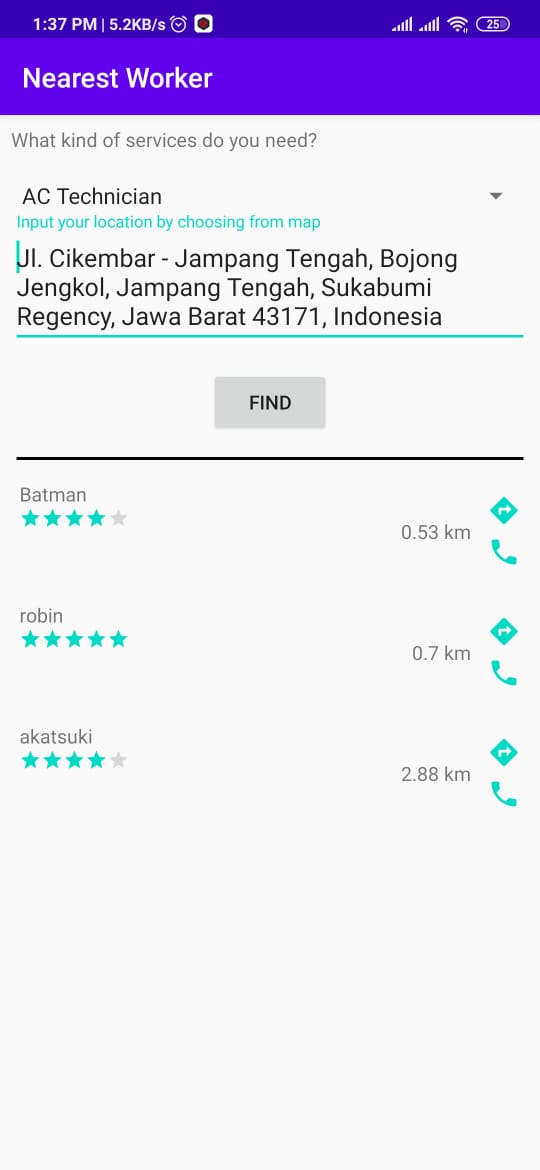 1:37 PM | 5.2KB/s
25
Nearest Worker
What kind of services do you need?
AC Technician
Input your location by choosing from map
Jl. Cikembar - Jampang Tengah, Bojong
Jengkol, Jampang Tengah, Sukabumi
Regency, Jawa Barat 43171, Indonesia
FIND
Batman
0.53 km
robin
0.7 km
akatsuki
2.88 km